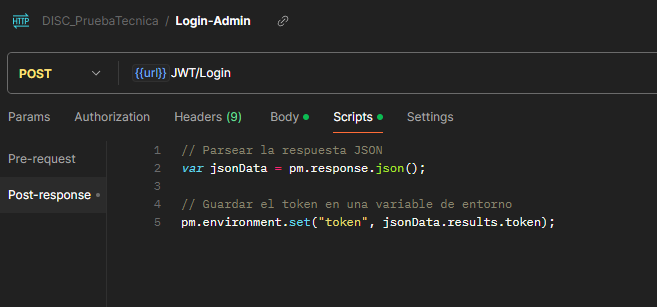 HTTP DISC_PruebaTecnica / Login-Admin
POST {{url}} JWT/Login
Params Authorization Headers (9) Body Scripts Settings
Pre-request
Post-response
1 // Parsear la respuesta JSON
2 var jsonData = pm.response.json();
3
4 // Guardar el token en una variable de entorno
5 pm.environment.set("token", jsonData.results.token);